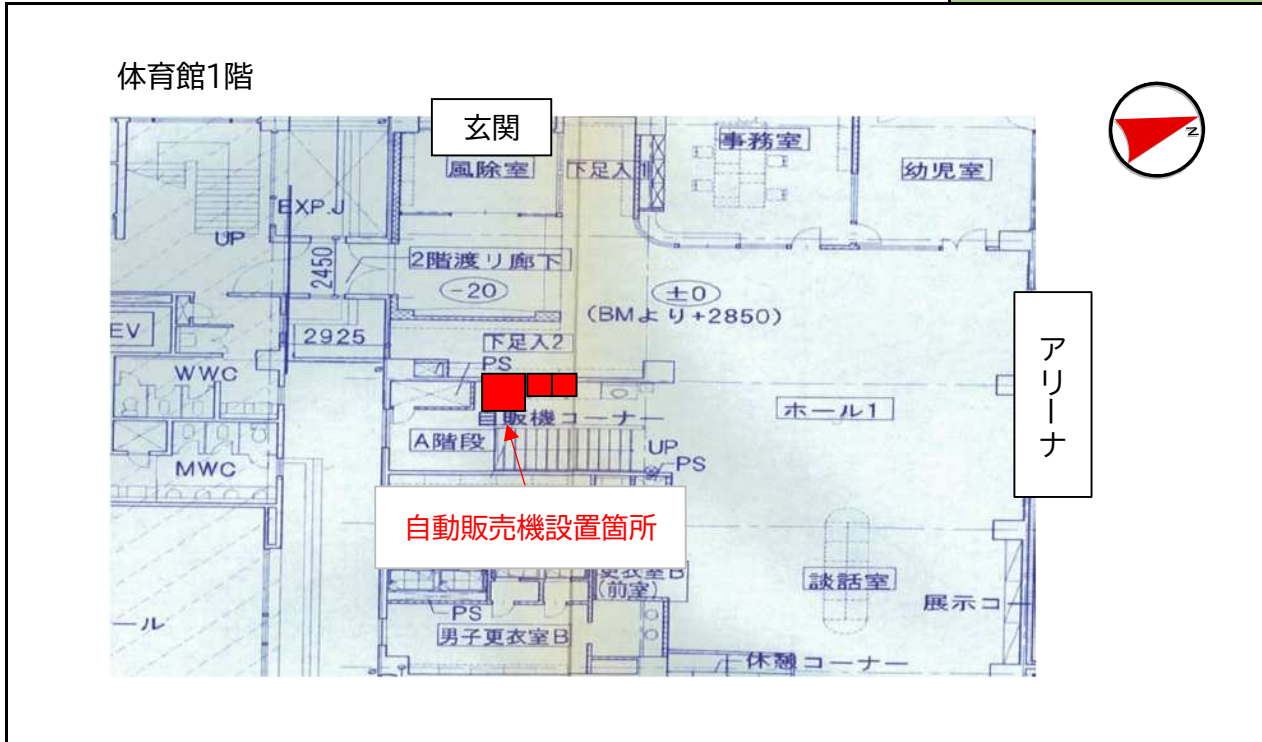 体育館1階
玄関
N
風除室
下足入1
事務室
幼児室
EXP.J
UP
2450
2階渡り廊下
-20
±0
(BMより+2850)
EV
2925
下足入2
PS
WWC
自販機コーナー
ホール1
アリーナ
A階段
UP
PS
MWC
自動販売機設置箇所
更衣室B
(前室)
談話室
展示コー
PS
ール
男子更衣室B
休憩コーナー